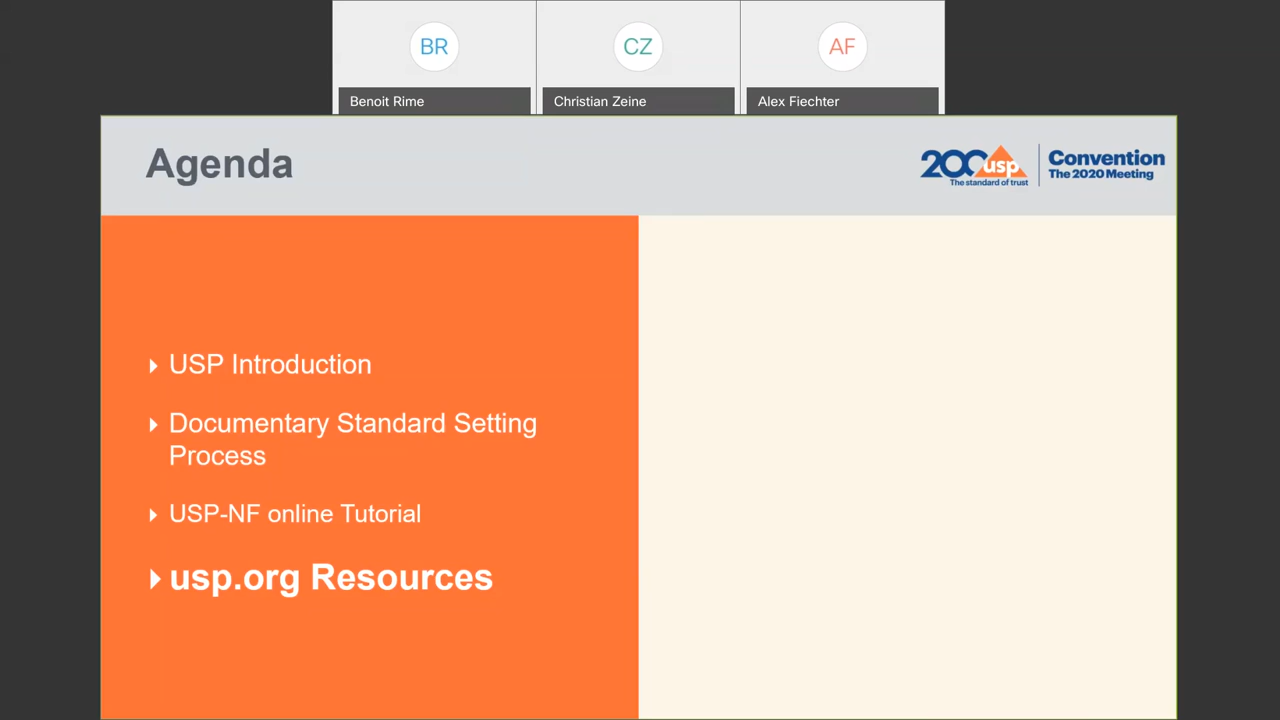 BR
CZ
AF
Benoit Rime
Christian Zeine
Alex Fiechter
Agenda
200 usp
The standard of trust
Convention
The 2020 Meeting
USP Introduction
Documentary Standard Setting
Process
USP-NF online Tutorial
usp.org Resources